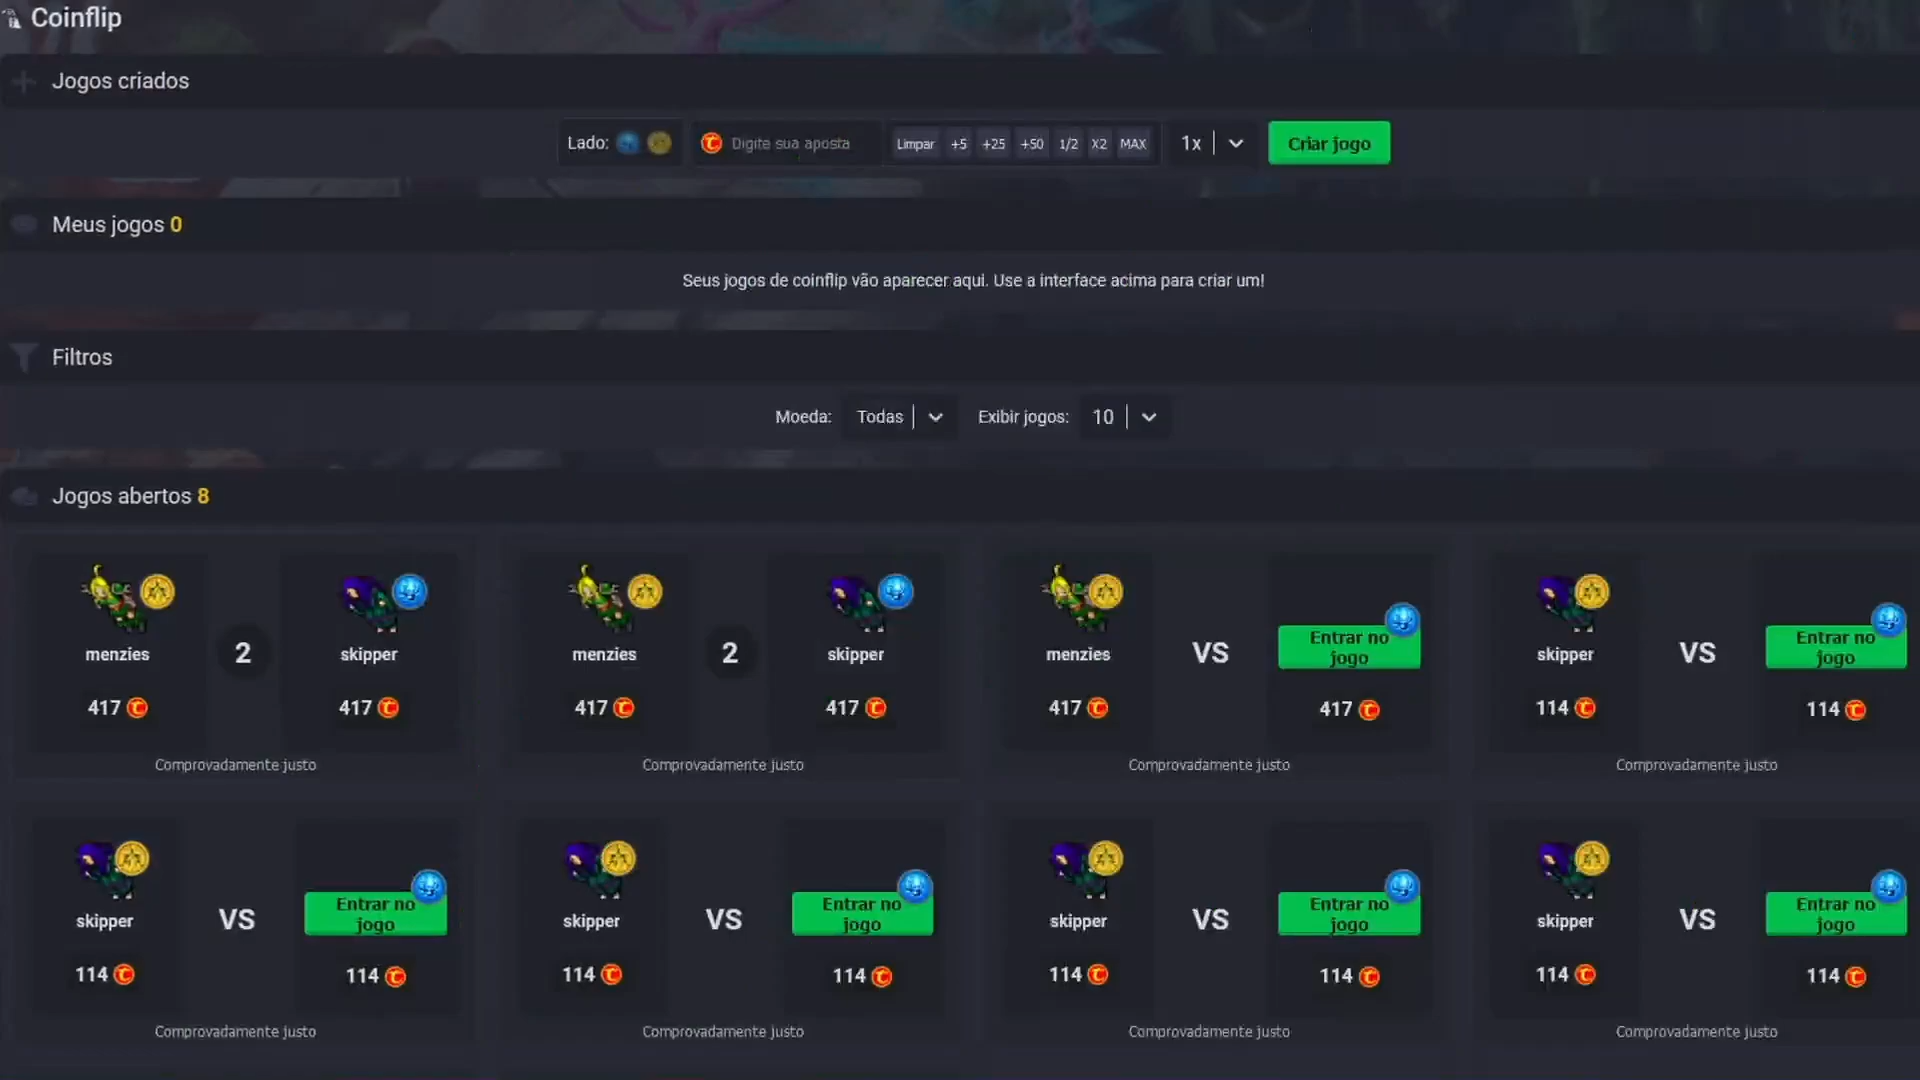 Coinflip
Jogos criados
Lado:
Digite sua aposta
Limpar +5 +25 +50 1/2 X2 MAX
1x
Criar jogo
Meus jogos 0
Seus jogos de coinflip vão aparecer aqui. Use a interface acima para criar um!
Filtros
Moeda: Todas
Exibir jogos: 10
Jogos abertos 8
menzies
417
2
skipper
417
Comprovadamente justo
menzies
417
2
skipper
417
Comprovadamente justo
menzies
417
VS
Entrar no
jogo
417
Comprovadamente justo
skipper
114
VS
Entrar no
jogo
114
Comprovadamente justo
skipper
114
VS
Entrar no
jogo
114
Comprovadamente justo
skipper
114
VS
Entrar no
jogo
114
Comprovadamente justo
skipper
114
VS
Entrar no
jogo
114
Comprovadamente justo
skipper
114
VS
Entrar no
jogo
114
Comprovadamente justo